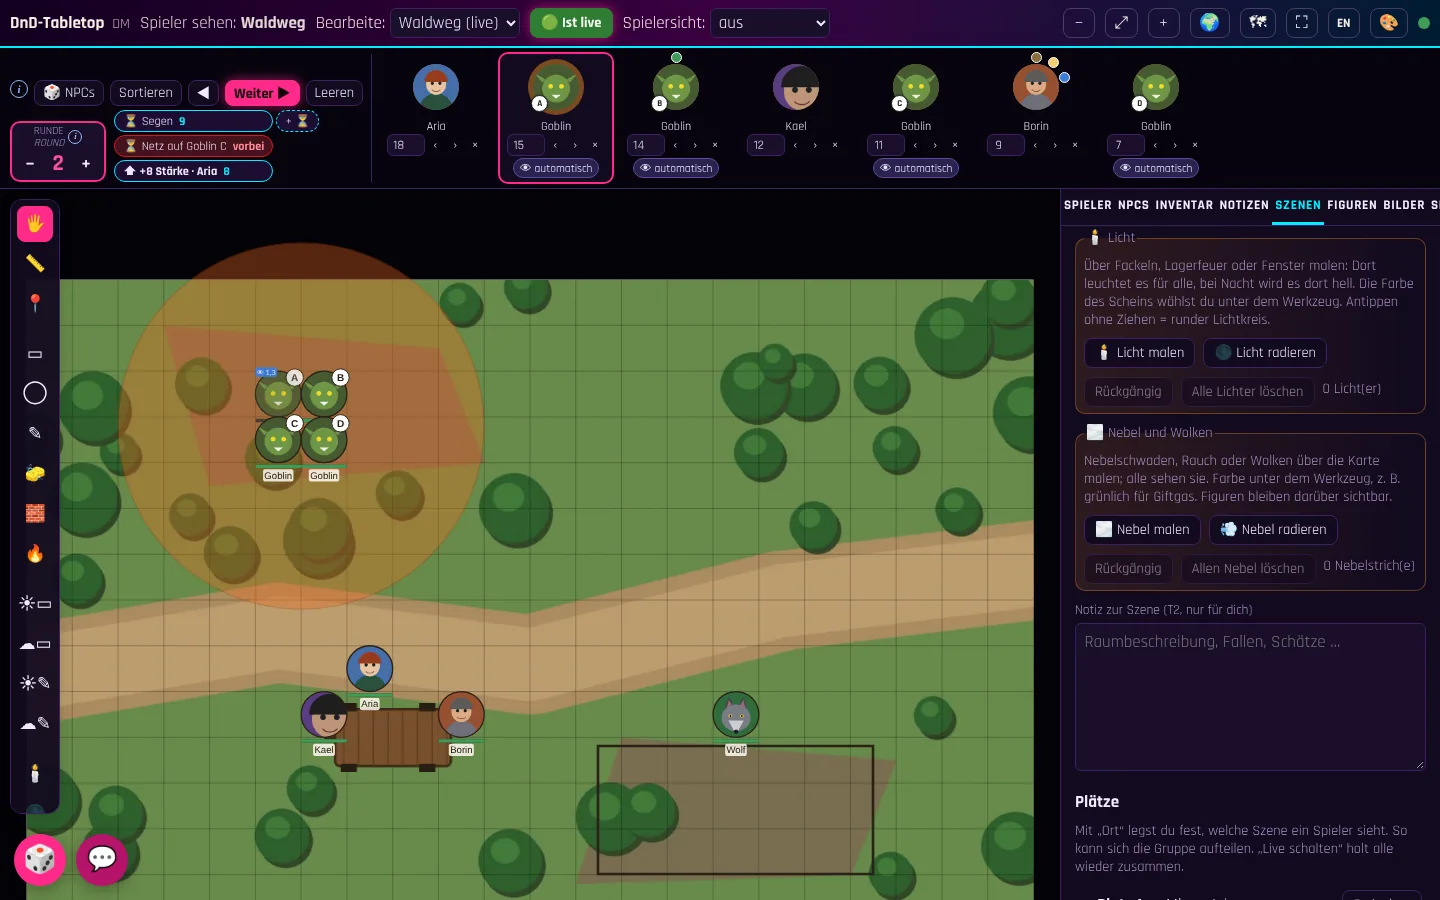 DnD-Tabletop DM Spieler sehen: Waldweg Bearbeite: Waldweg (live) Ist live Spielersicht: aus − + EN
i NPCs Sortieren Weiter Leeren
Segen 9 +
RUNDE
ROUND i
− 2 +
Netz auf Goblin C vorbei
+8 Stärke · Aria 8
Aria
18 ‹ › ×
A
Goblin
15 ‹ › ×
automatisch
B
Goblin
14 ‹ › ×
automatisch
Kael
12 ‹ › ×
C
Goblin
11 ‹ › ×
automatisch
Borin
9 ‹ › ×
D
Goblin
7 ‹ › ×
automatisch
SPIELER NPCS INVENTAR NOTIZEN SZENEN FIGUREN BILDER
Licht
Über Fackeln, Lagerfeuer oder Fenster malen: Dort
leuchtet es für alle, bei Nacht wird es dort hell. Die Farbe
des Scheins wählst du unter dem Werkzeug. Antippen
ohne Ziehen = runder Lichtkreis.
Licht malen Licht radieren
Rückgängig Alle Lichter löschen 0 Licht(er)
Nebel und Wolken
Nebelschwaden, Rauch oder Wolken über die Karte
malen; alle sehen sie. Farbe unter dem Werkzeug, z. B.
grünlich für Giftgas. Figuren bleiben darüber sichtbar.
Nebel malen Nebel radieren
Rückgängig Allen Nebel löschen 0 Nebelstrich(e)
Notiz zur Szene (T2, nur für dich)
Raumbeschreibung, Fallen, Schätze ...
Plätze
Mit „Ort“ legst du fest, welche Szene ein Spieler sieht. So
kann sich die Gruppe aufteilen. „Live schalten“ holt alle
wieder zusammen.
1,3
A B
C D
Goblin Goblin
Aria
Kael Borin Wolf